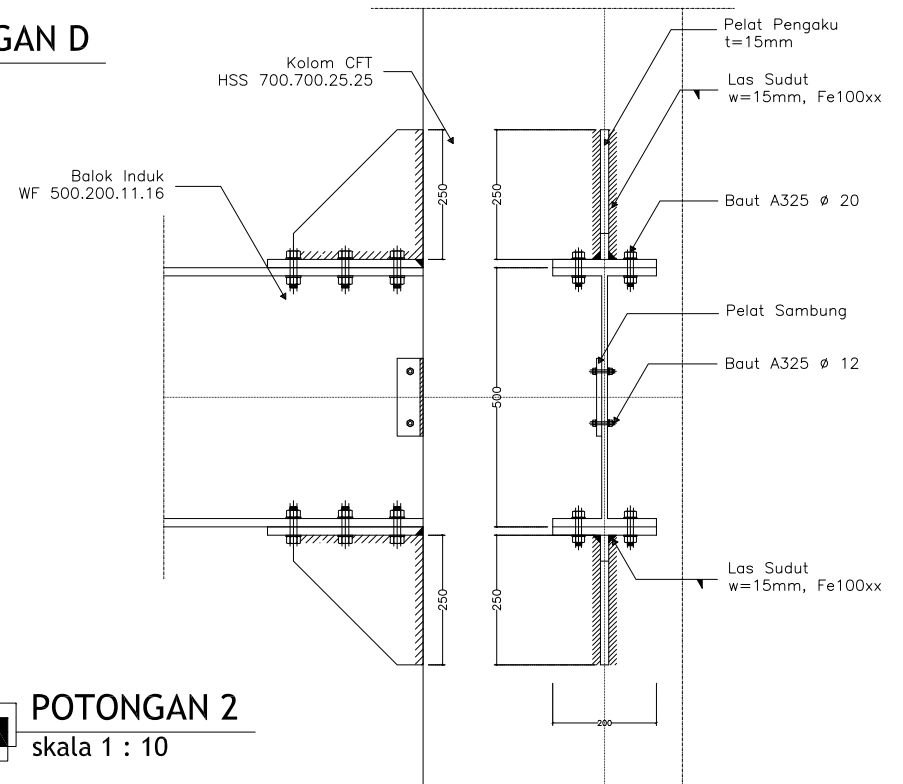 GAN D
Kolom CFT
HSS 700.700.25.25
Balok Induk
WF 500.200.11.16
Pelat Pengaku
t=15mm
Las Sudut
w=15mm, Fe100xx
Baut A325 ø 20
Pelat Sambung
Baut A325 ø 12
Las Sudut
w=15mm, Fe100xx
250
250
500
250
250
200
POTONGAN 2
skala 1 : 10